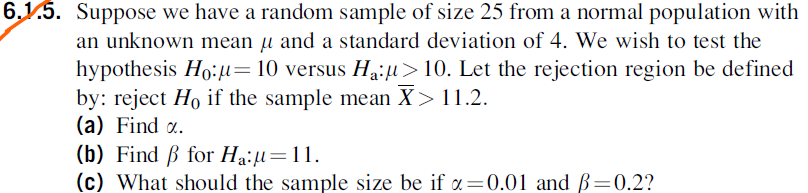 6.1.5. Suppose we have a random sample of size 25 from a normal population with
an unknown mean μ and a standard deviation of 4. We wish to test the
hypothesis H₀:μ=10 versus Hₐ:μ>10. Let the rejection region be defined
by: reject H₀ if the sample mean X̅>11.2.
(a) Find α.
(b) Find β for Hₐ:μ=11.
(c) What should the sample size be if α=0.01 and β=0.2?